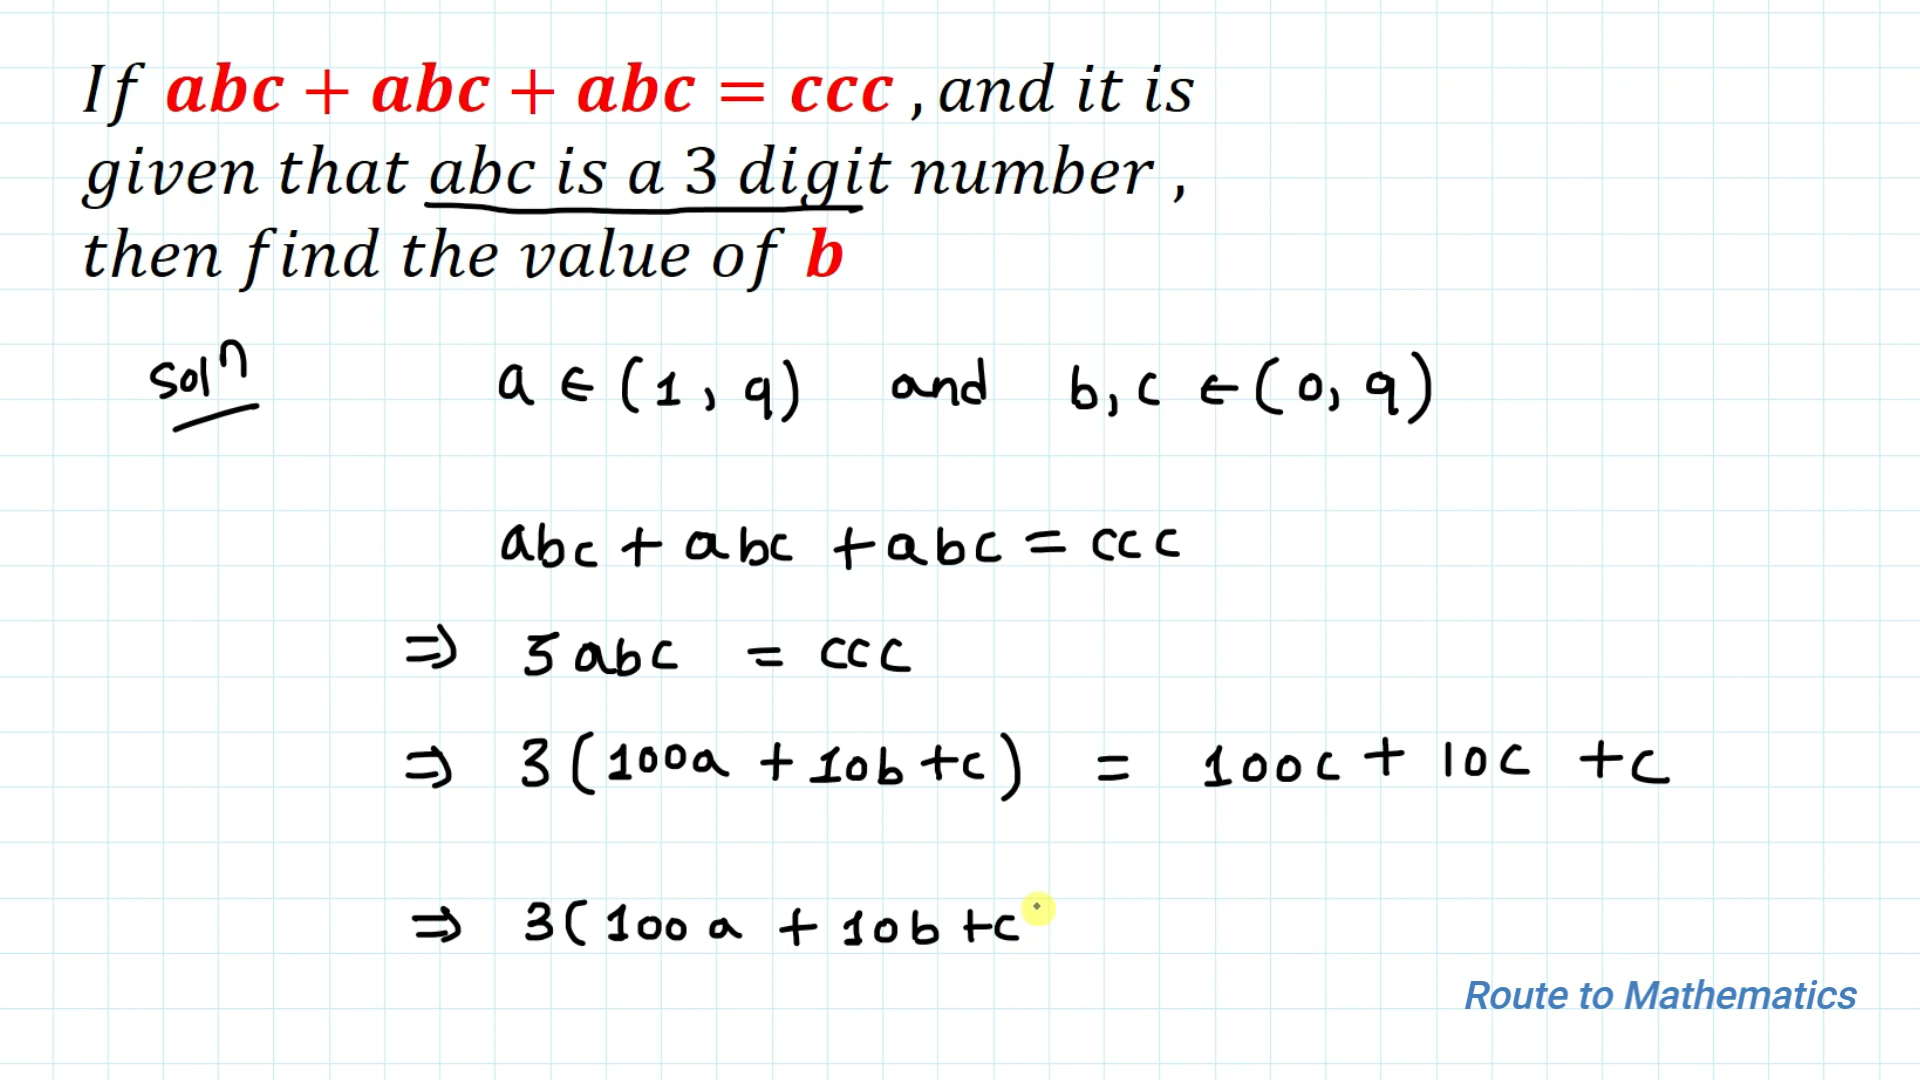 If abc + abc + abc = ccc , and it is
given that abc is a 3 digit number ,
then find the value of b
Solⁿ a ∈ (1, 9) and b, c ∈ (0, 9)
abc + abc + abc = ccc
⇒ 3abc = ccc
⇒ 3(100a + 10b + c) = 100c + 10c + c
⇒ 3(100a + 10b + c
Route to Mathematics